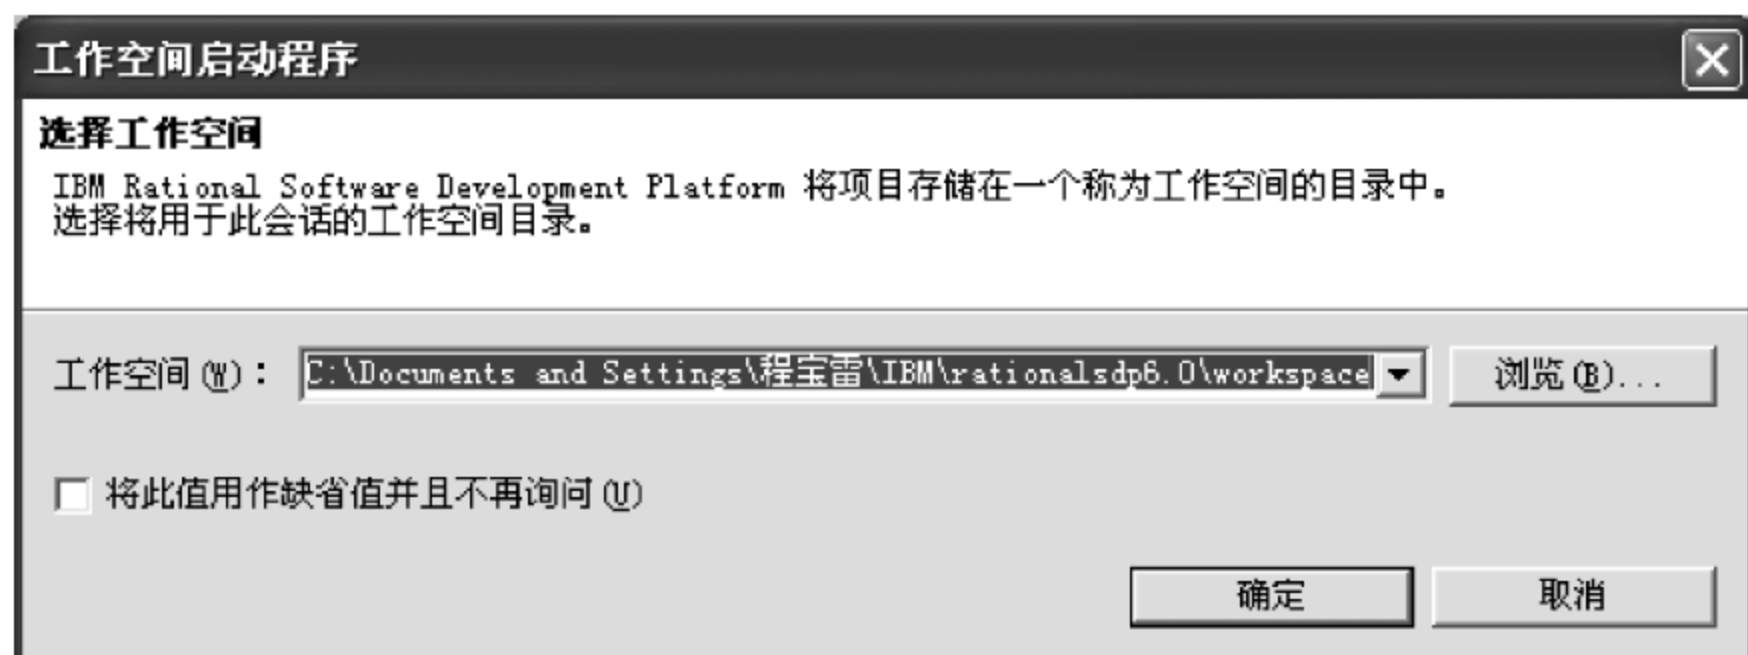 工作空间启动程序
选择工作空间
IBM Rational Software Development Platform 将项目存储在一个称为工作空间的目录中。
选择将用于此会话的工作空间目录。
工作空间(W)： C:\Documents and Settings\程宝雷\IBM\rationalsdp6.0\workspace 浏览(B)...
将此值用作缺省值并且不再询问(U)
确定 取消